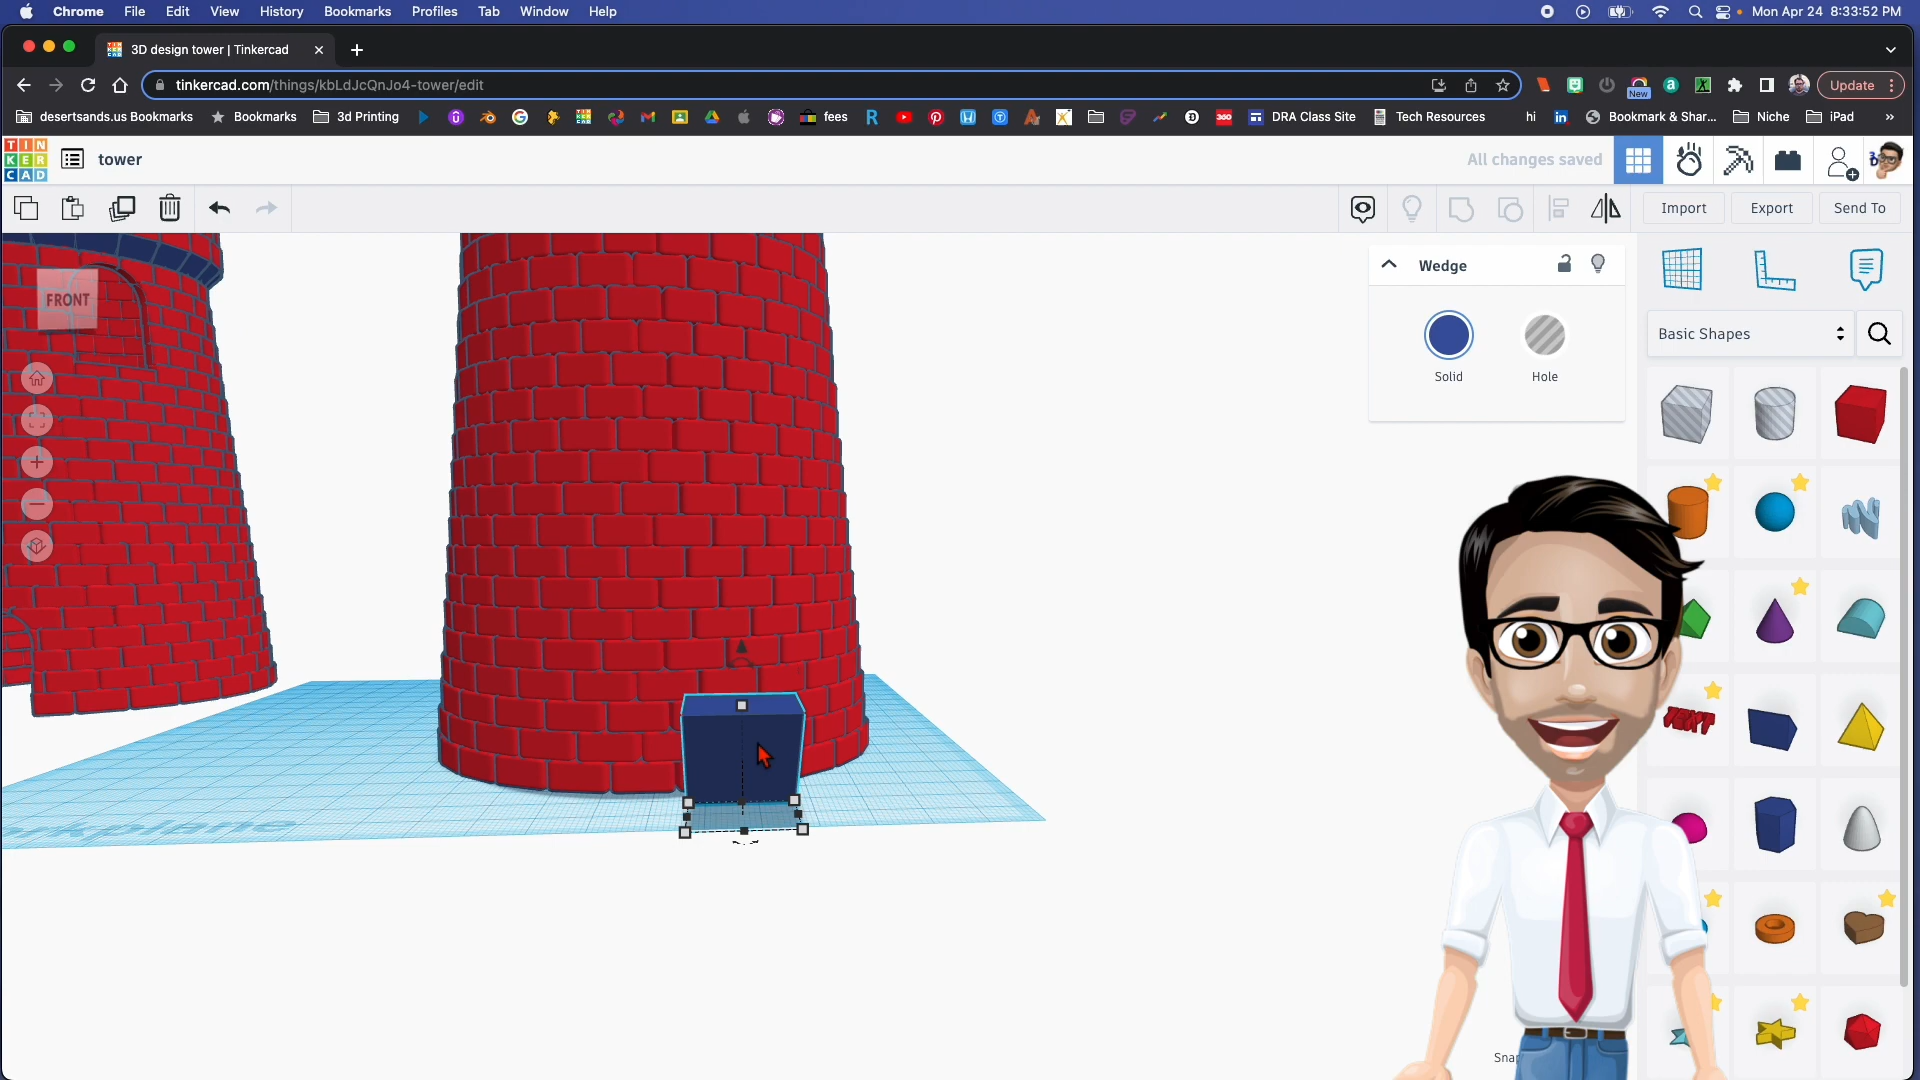 Chrome File Edit View History Bookmarks Profiles Tab Window Help Mon Apr 24 8:33:52 PM
3D design tower | Tinkercad
tinkercad.com/things/kbLdJcQnJo4-tower/edit New Update
desertsands.us Bookmarks Bookmarks 3d Printing fees DRA Class Site Tech Resources hi Bookmark & Shar... Niche iPad »
TIN
KER
CAD
tower All changes saved
Import Export Send To
Wedge
FRONT
Solid Hole
Basic Shapes
TEXT
Snap